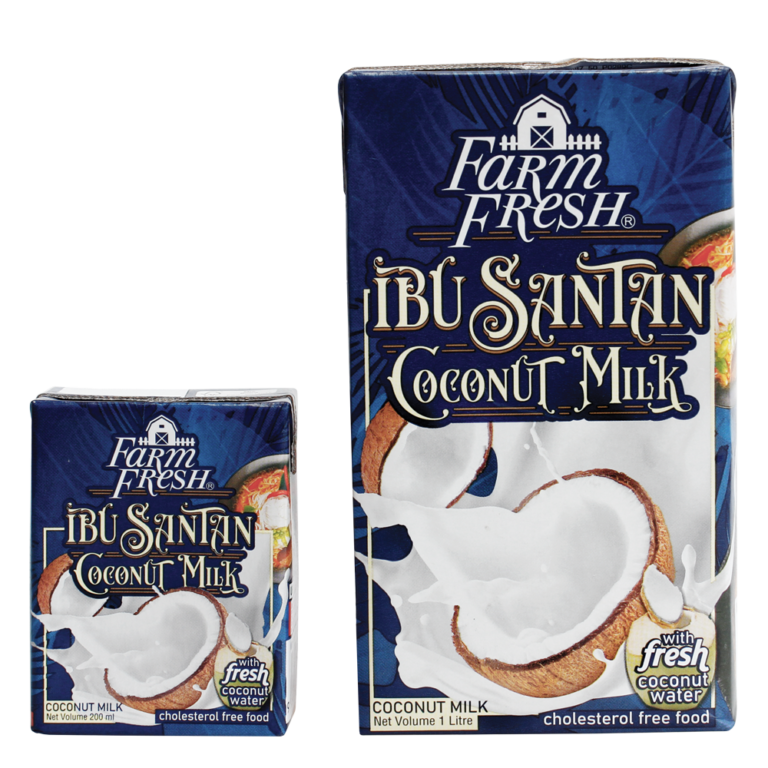 FARM
FRESH®
IBU SANTAN
COCONUT MILK
with
fresh
coconut
water
COCONUT MILK
Net Volume 200 ml
cholesterol free food
FARM
FRESH®
IBU SANTAN
COCONUT MILK
with
fresh
coconut
water
COCONUT MILK
Net Volume 1 Litre
cholesterol free food